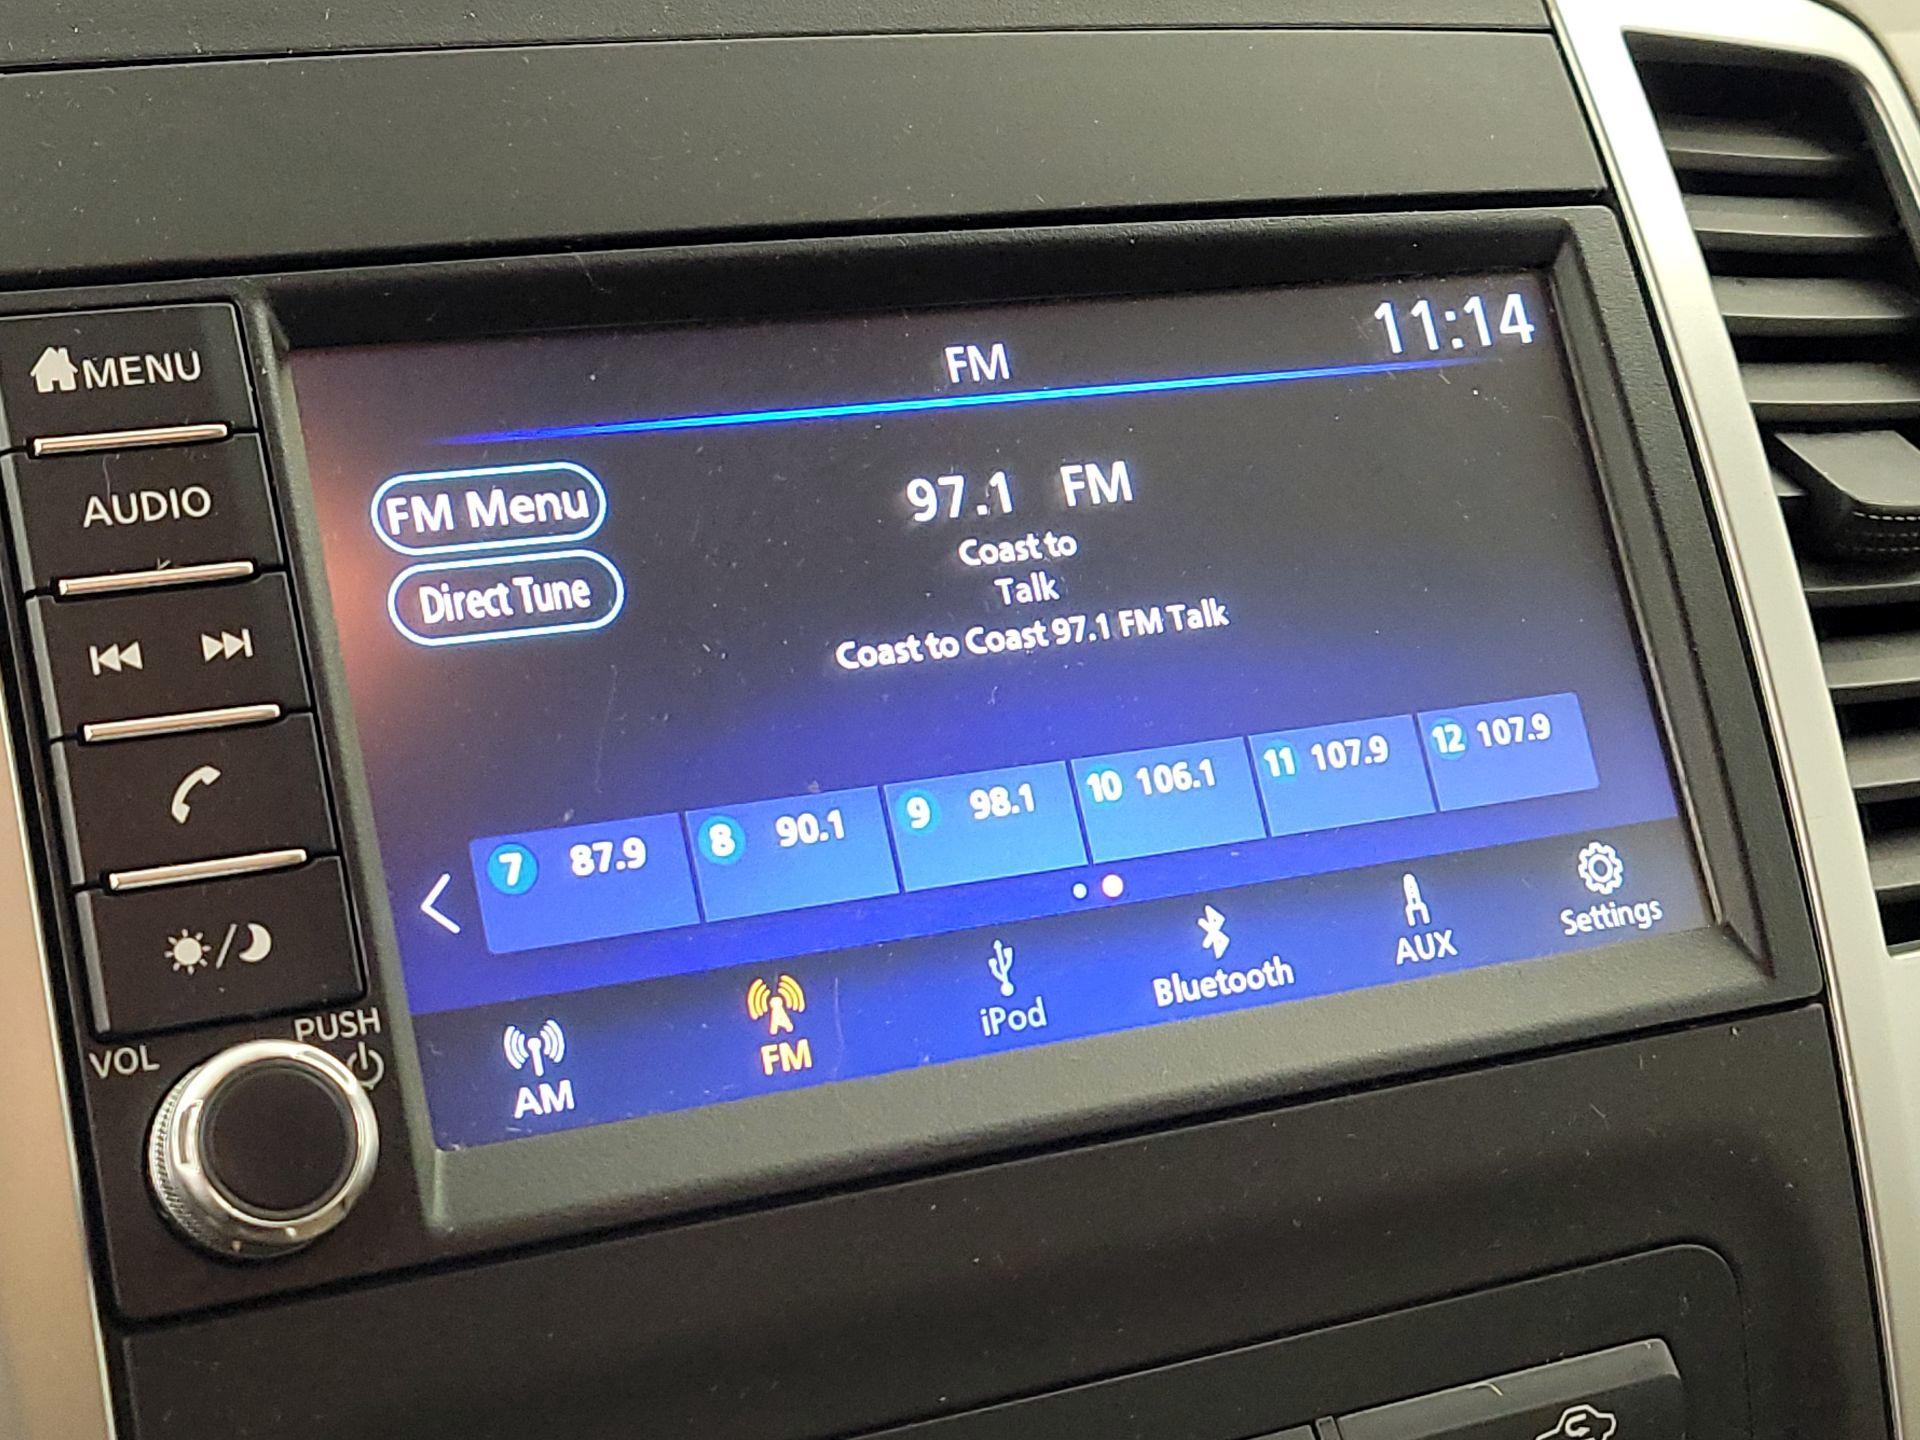 MENU
AUDIO
VOL
PUSH
FM
11:14
FM Menu
Direct Tune
97.1 FM
Coast to
Talk
Coast to Coast 97.1 FM Talk
7 87.9
8 90.1
9 98.1
10 106.1
11 107.9
12 107.9
AM
FM
iPod
Bluetooth
AUX
Settings